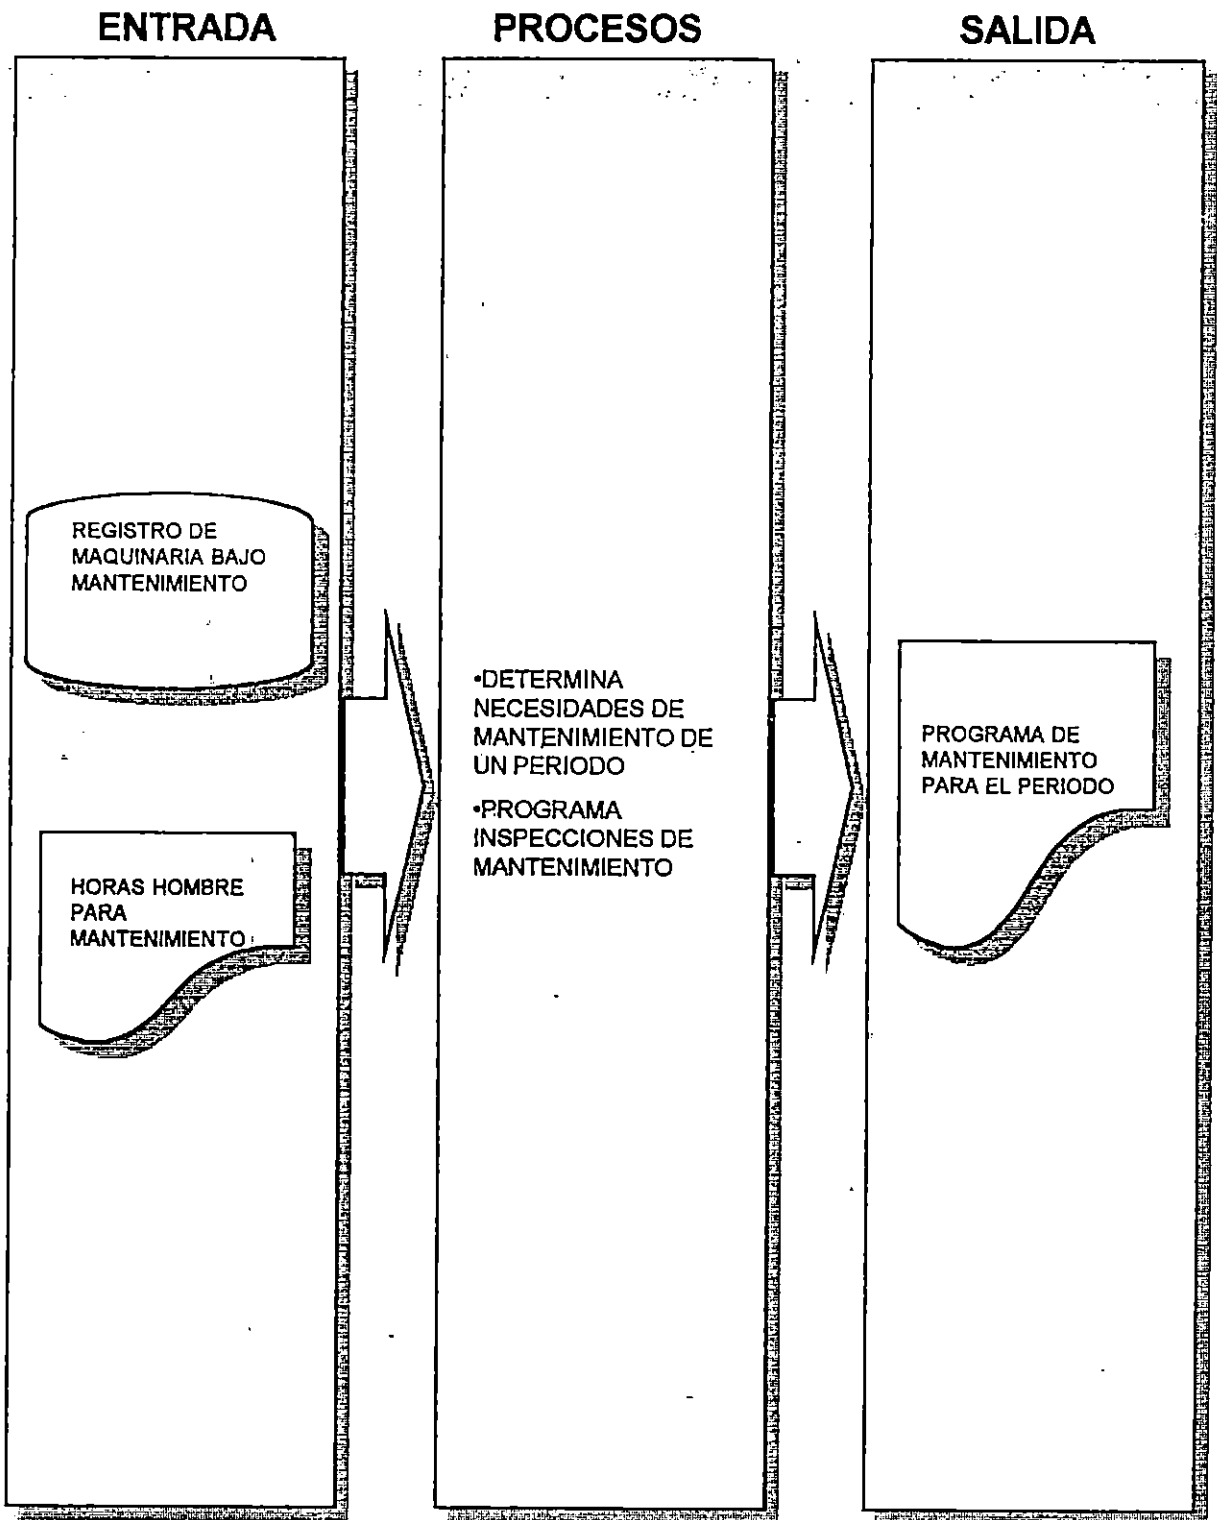 ENTRADA
PROCESOS
SALIDA
REGISTRO DE
MAQUINARIA BAJO
MANTENIMIENTO
HORAS HOMBRE
PARA
MANTENIMIENTO
•DETERMINA
NECESIDADES DE
MANTENIMIENTO DE
UN PERIODO
•PROGRAMA
INSPECCIONES DE
MANTENIMIENTO
PROGRAMA DE
MANTENIMIENTO
PARA EL PERIODO